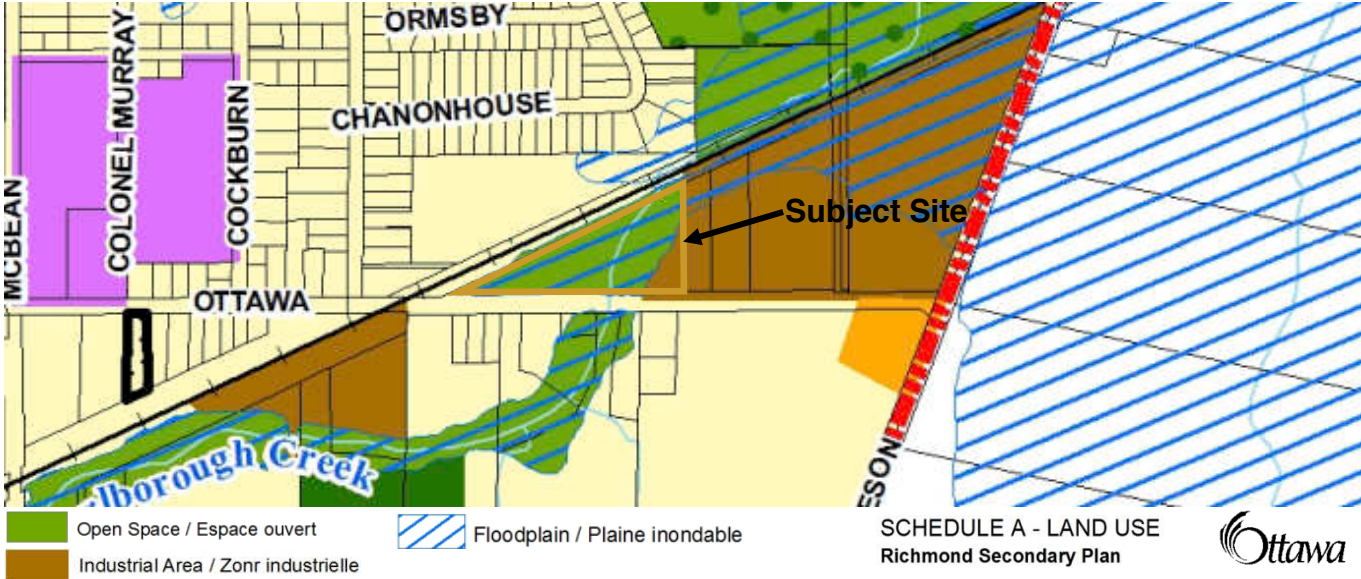 ORMSBY
COLONEL MURRAY
COCKBURN
CHANONHOUSE
MCBEAN
Subject Site
OTTAWA
lborough Creek
ESON
Open Space / Espace ouvert
Industrial Area / Zonr industrielle
Floodplain / Plaine inondable
SCHEDULE A - LAND USE
Richmond Secondary Plan
Ottawa